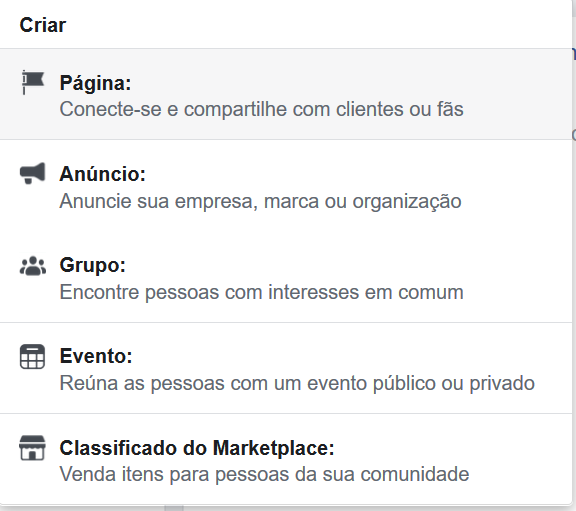 Criar
Página:
Conecte-se e compartilhe com clientes ou fãs
Anúncio:
Anuncie sua empresa, marca ou organização
Grupo:
Encontre pessoas com interesses em comum
Evento:
Reúna as pessoas com um evento público ou privado
Classificado do Marketplace:
Venda itens para pessoas da sua comunidade